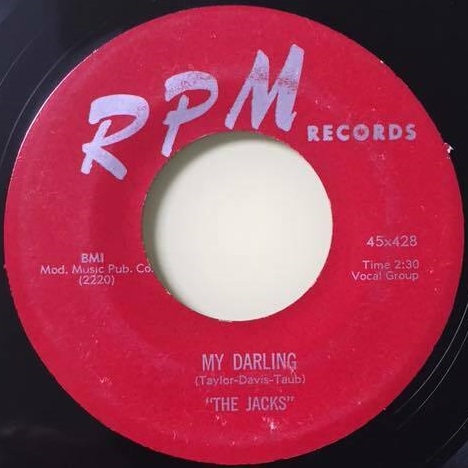 RPM RECORDS
BMI
Mod. Music Pub. Co.
(2220)
45x428
Time 2:30
Vocal Group
MY DARLING
(Taylor-Davis-Taub)
"THE JACKS"